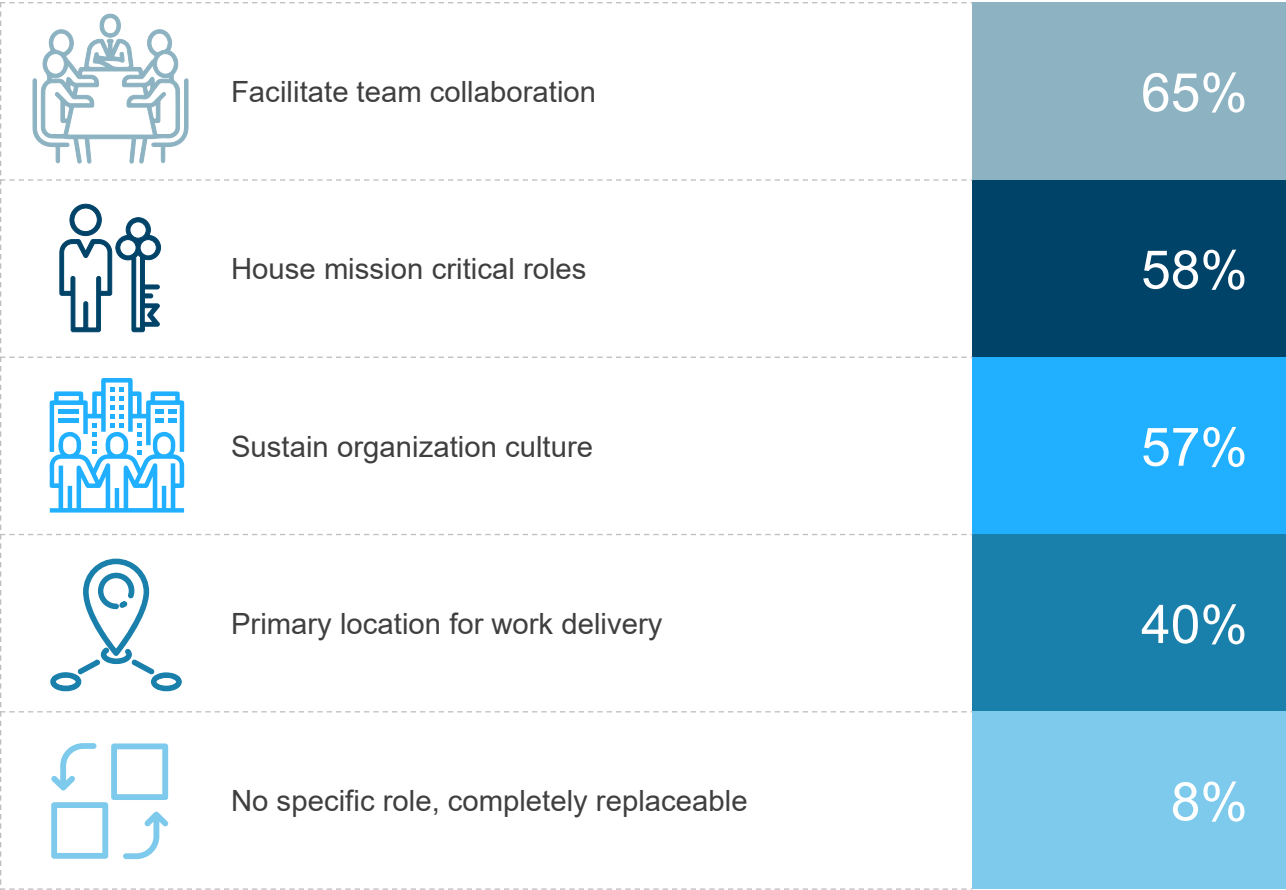 Facilitate team collaboration 65%
House mission critical roles 58%
Sustain organization culture 57%
Primary location for work delivery 40%
No specific role, completely replaceable 8%